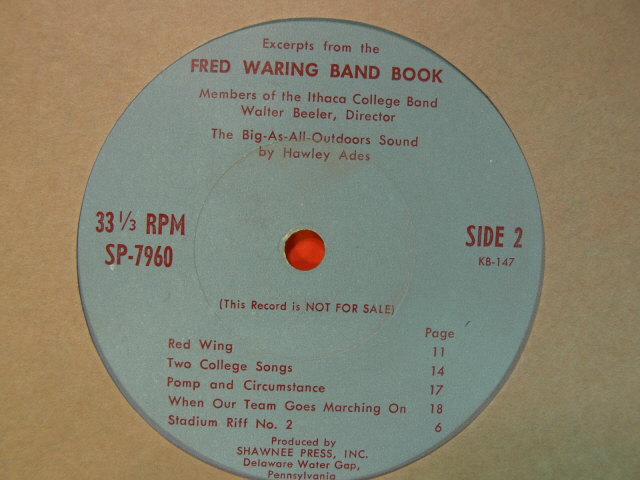 Excerpts from the
FRED WARING BAND BOOK
Members of the Ithaca College Band
Walter Beeler, Director
The Big-As-All-Outdoors Sound
by Hawley Ades
33 1/3 RPM
SP-7960
SIDE 2
KB-147
(This Record is NOT FOR SALE)
Page
Red Wing 11
Two College Songs 14
Pomp and Circumstance 17
When Our Team Goes Marching On 18
Stadium Riff No. 2 6
Produced by
SHAWNEE PRESS, INC.
Delaware Water Gap,
Pennsylvania